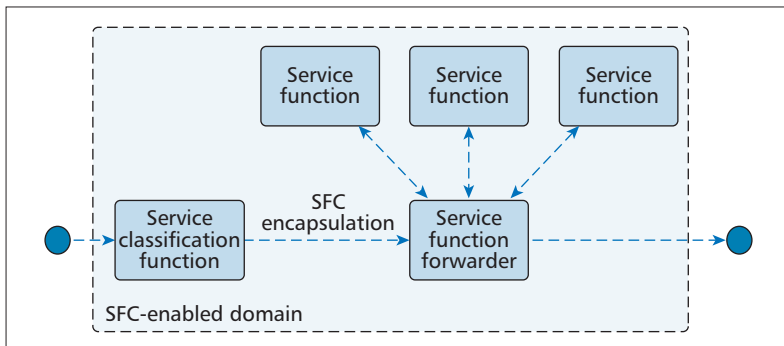 Service
function
Service
function
Service
function
SFC
encapsulation
Service
classification
function
Service
function
forwarder
SFC-enabled domain